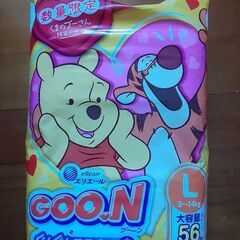 数量限定
くまのプーさん
elleair
エリエール
GOO.N
グーン
L
9~14kg
大容量!
56